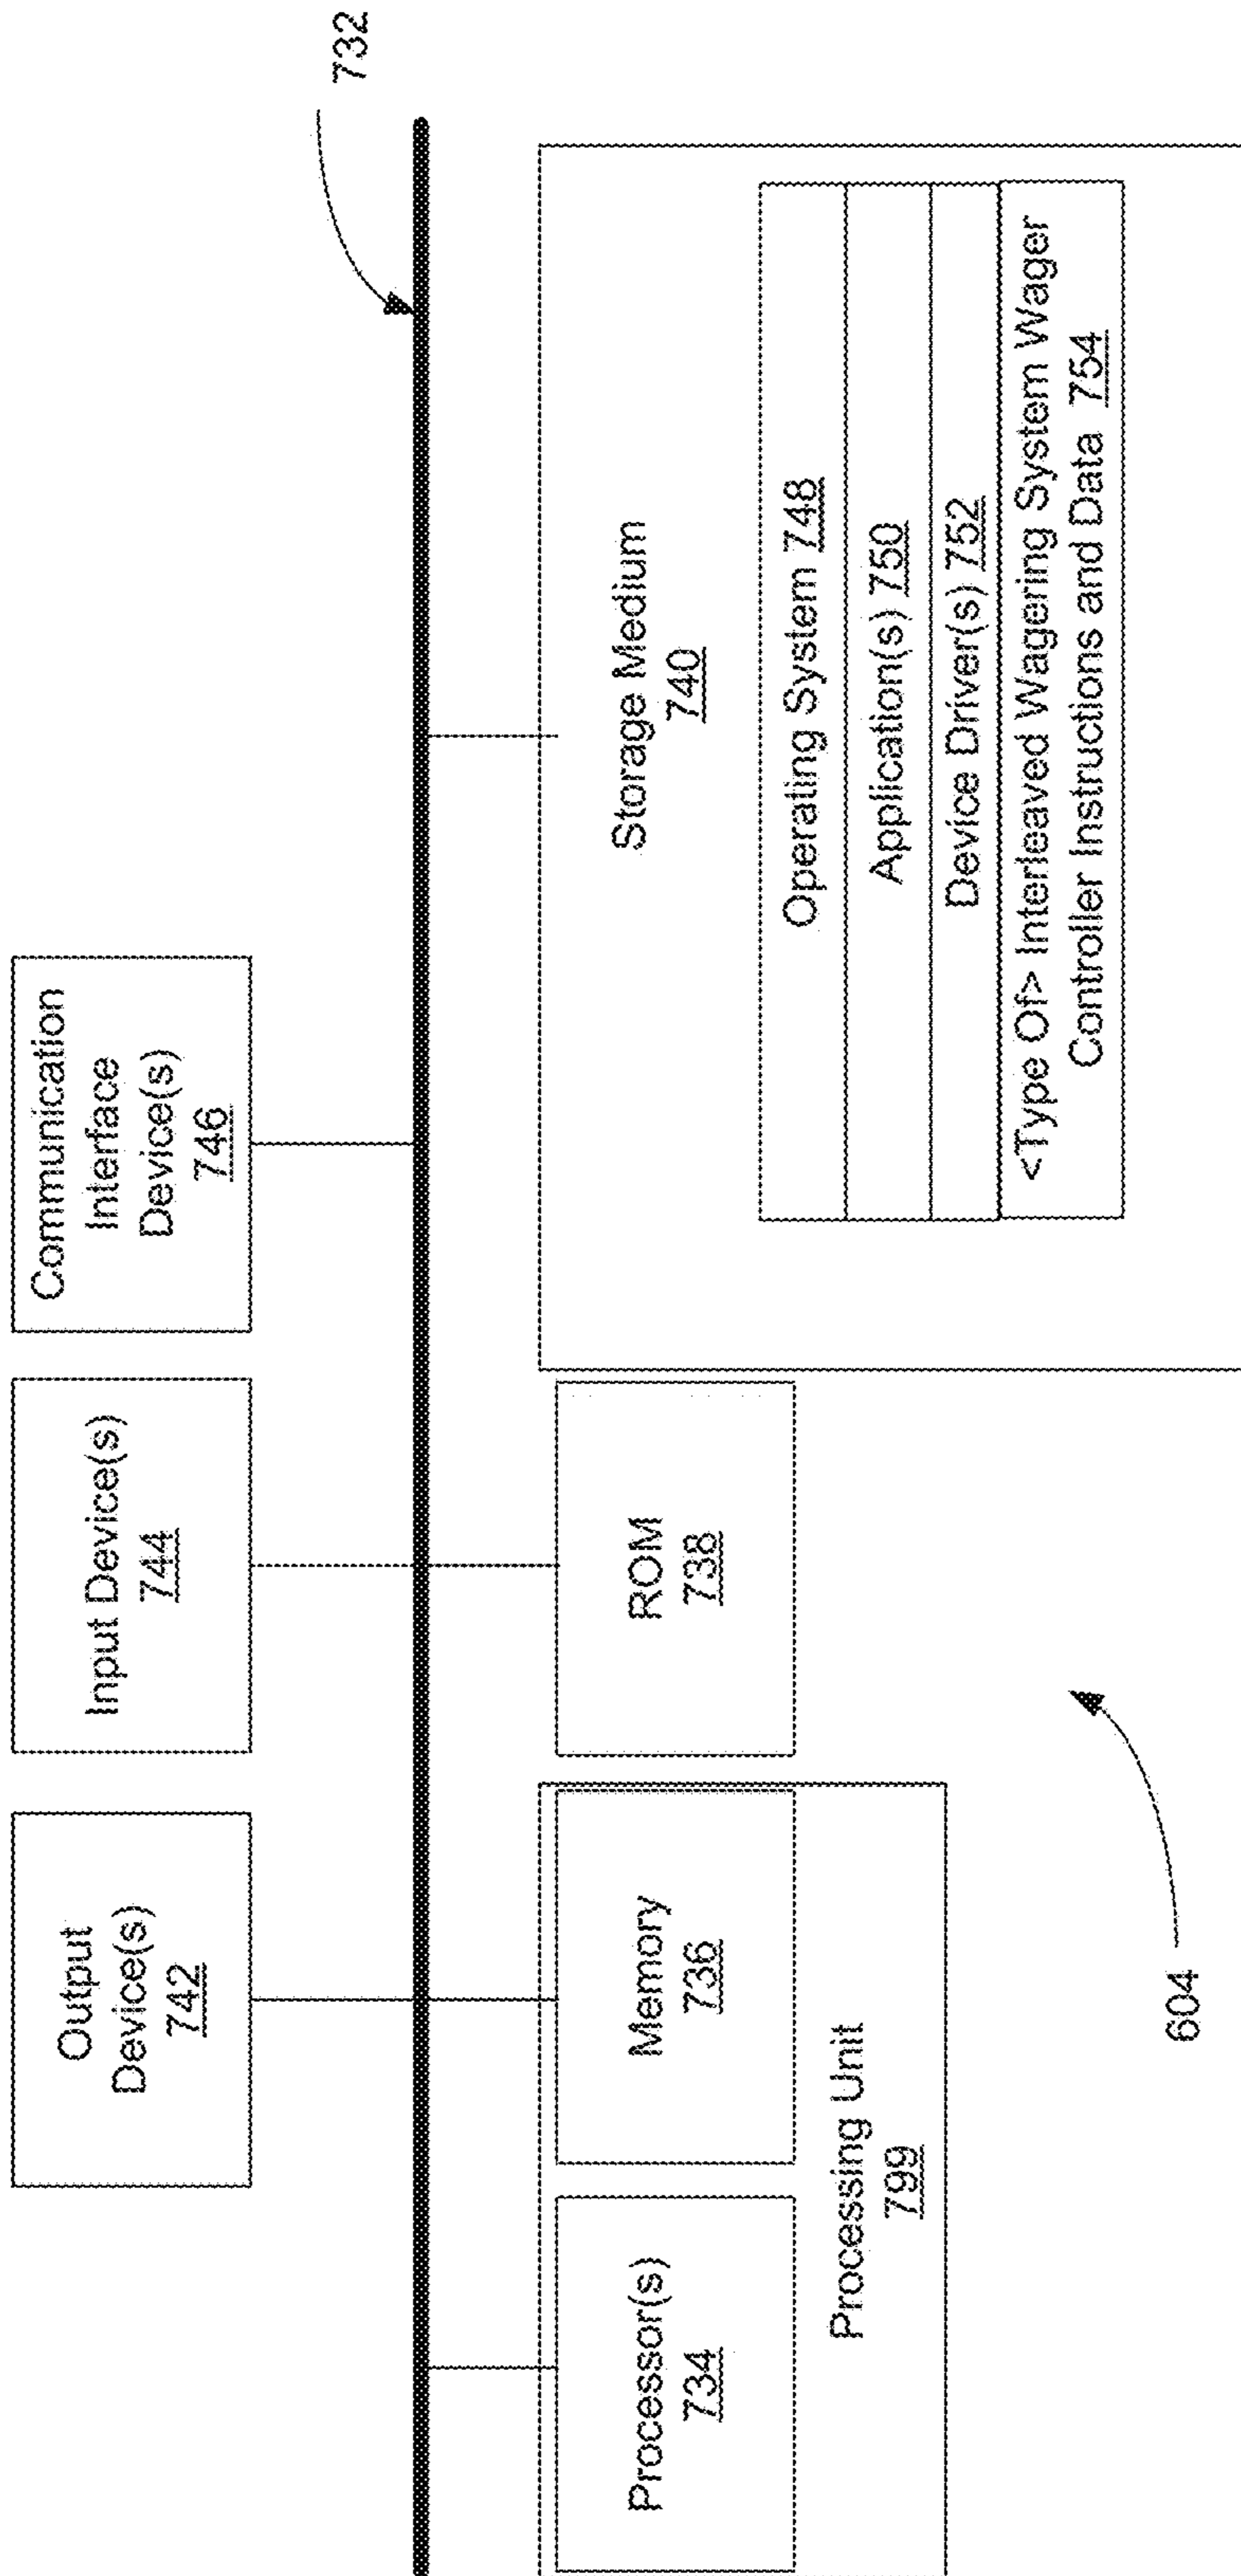 732
Output
Device(s)
742
Input Device(s)
744
Communication
Interface
Device(s)
746
Processor(s)
734
Memory
736
Processing Unit
799
ROM
738
Storage Medium
740
Operating System 748
Application(s) 750
Device Driver(s) 752
<Type Of> Interleaved Wagering System Wager
Controller Instructions and Data 754
604